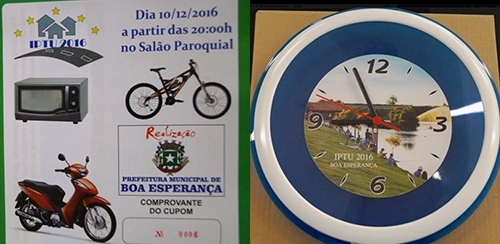 IPTU 2016
Dia 10/12/2016
a partir das 20:00h
no Salão Paroquial
Realização
PREFEITURA MUNICIPAL DE
BOA ESPERANÇA
COMPROVANTE
DO CUPOM
Nº 0006
12
3
6
9
IPTU 2016
BOA ESPERANÇA